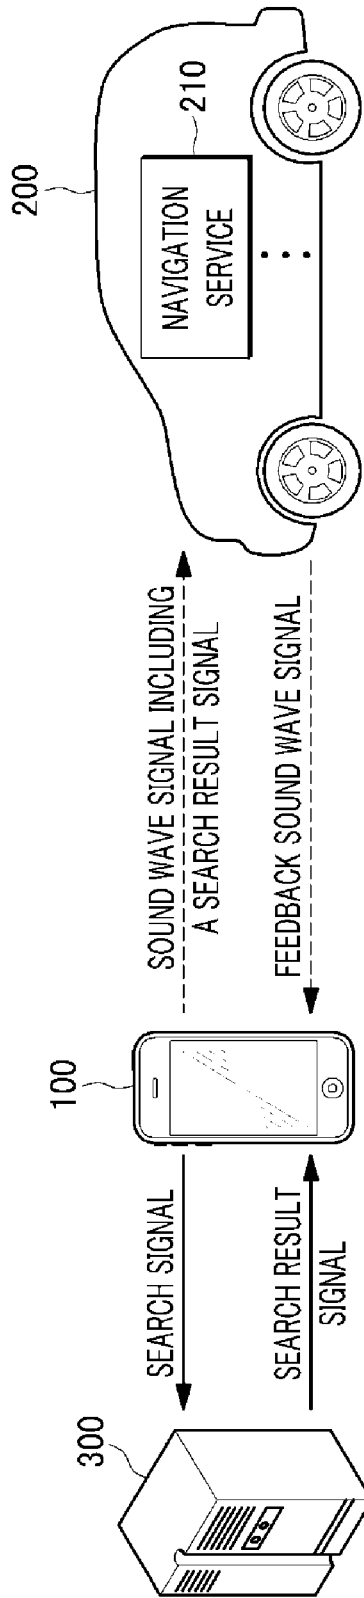 300
SEARCH SIGNAL
SEARCH RESULT
SIGNAL
100
SOUND WAVE SIGNAL INCLUDING
A SEARCH RESULT SIGNAL
FEEDBACK SOUND WAVE SIGNAL
200
210
NAVIGATION
SERVICE